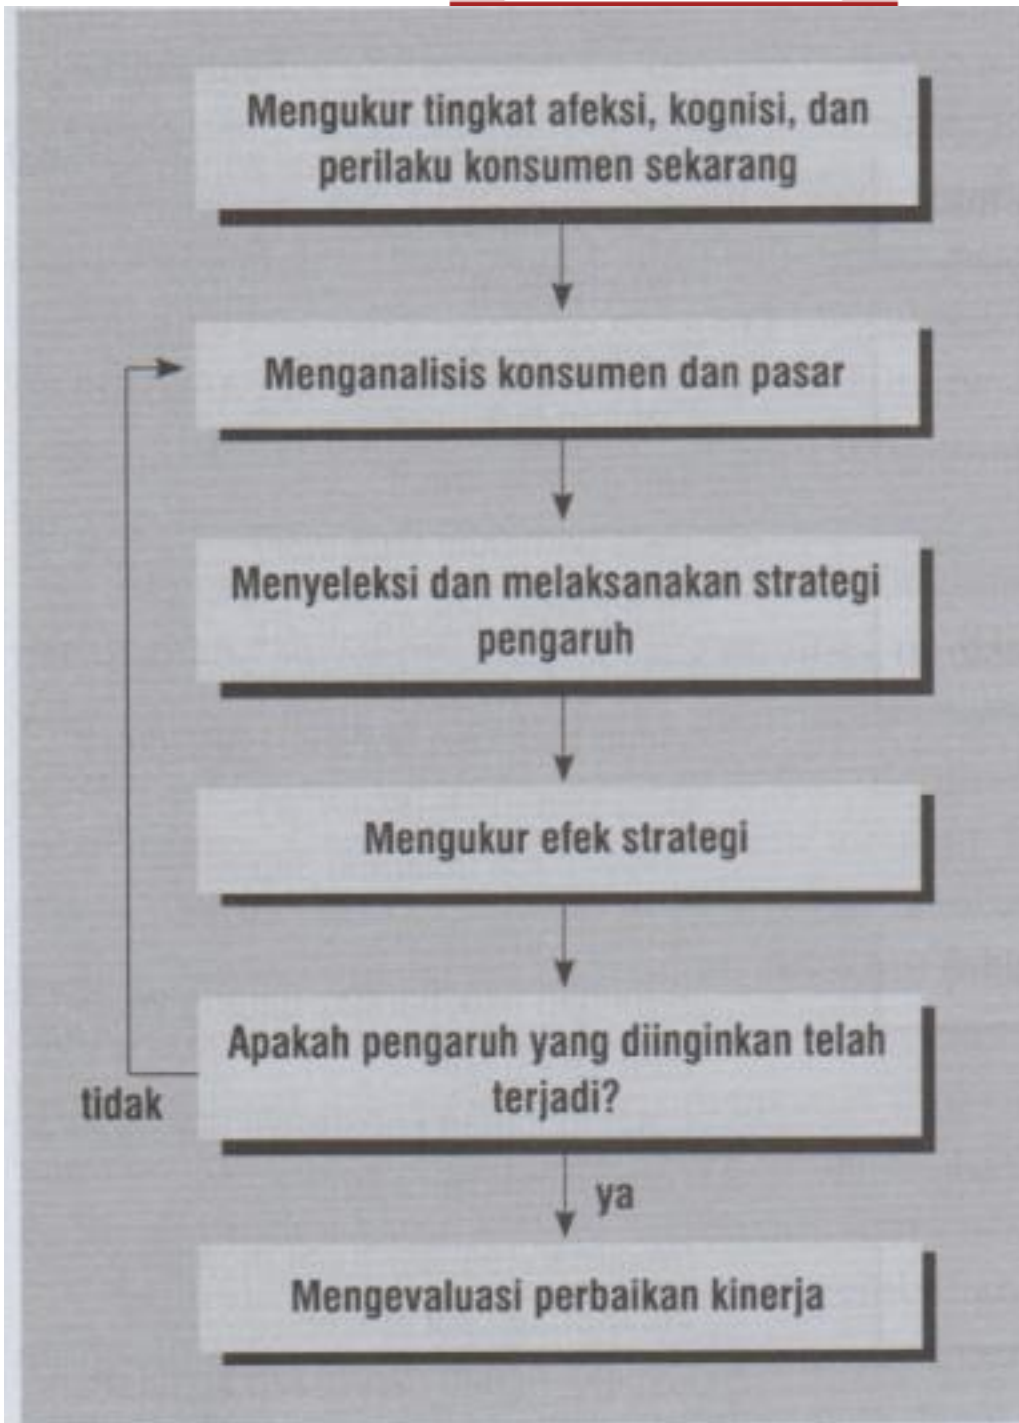 Mengukur tingkat afeksi, kognisi, dan
perilaku konsumen sekarang
Menganalisis konsumen dan pasar
Menyeleksi dan melaksanakan strategi
pengaruh
Mengukur efek strategi
Apakah pengaruh yang diinginkan telah
terjadi?
tidak
ya
Mengevaluasi perbaikan kinerja